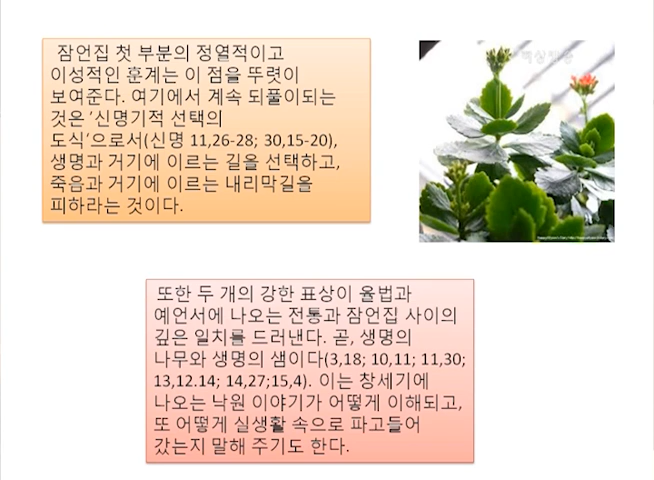 잠언집 첫 부분의 정열적이고
이성적인 훈계는 이 점을 뚜렷이
보여준다. 여기에서 계속 되풀이되는
것은 '신명기적 선택의
도식'으로서(신명 11,26-28; 30,15-20),
생명과 거기에 이르는 길을 선택하고,
죽음과 거기에 이르는 내리막길을
피하라는 것이다.
또한 두 개의 강한 표상이 율법과
예언서에 나오는 전통과 잠언집 사이의
깊은 일치를 드러낸다. 곧, 생명의
나무와 생명의 샘이다(3,18; 10,11; 11,30;
13,12.14; 14,27;15,4). 이는 창세기에
나오는 낙원 이야기가 어떻게 이해되고,
또 어떻게 실생활 속으로 파고들어
갔는지 말해 주기도 한다.